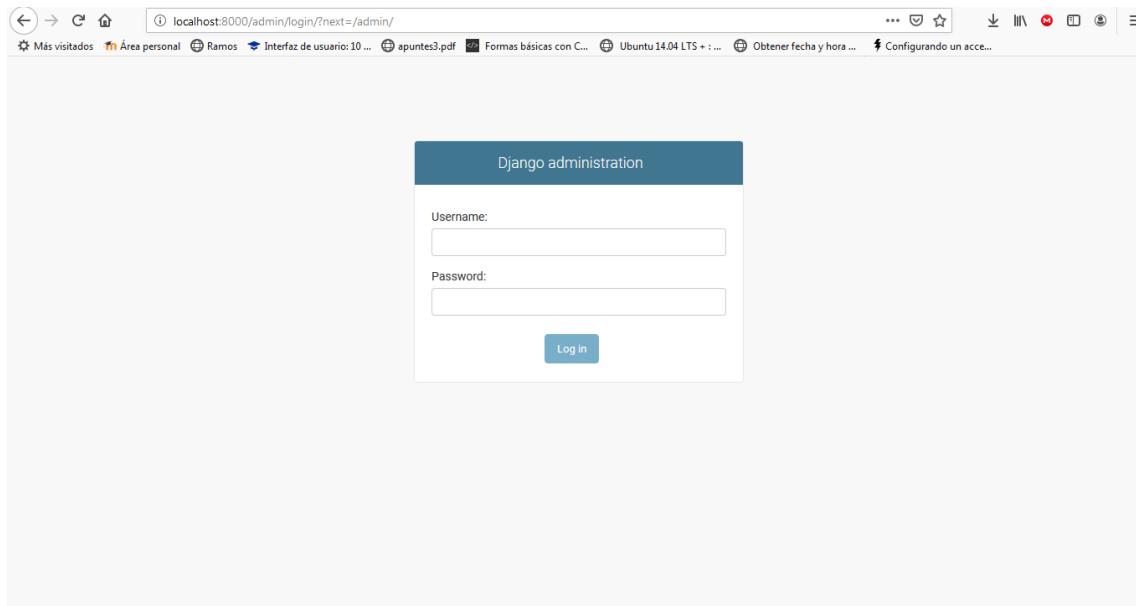 localhost:8000/admin/login/?next=/admin/
Más visitados Área personal Ramos Interfaz de usuario: 10 ... apuntes3.pdf Formas básicas con C... Ubuntu 14.04 LTS + : ... Obtener fecha y hora ... Configurando un acce...
Django administration
Username:
Password:
Log in